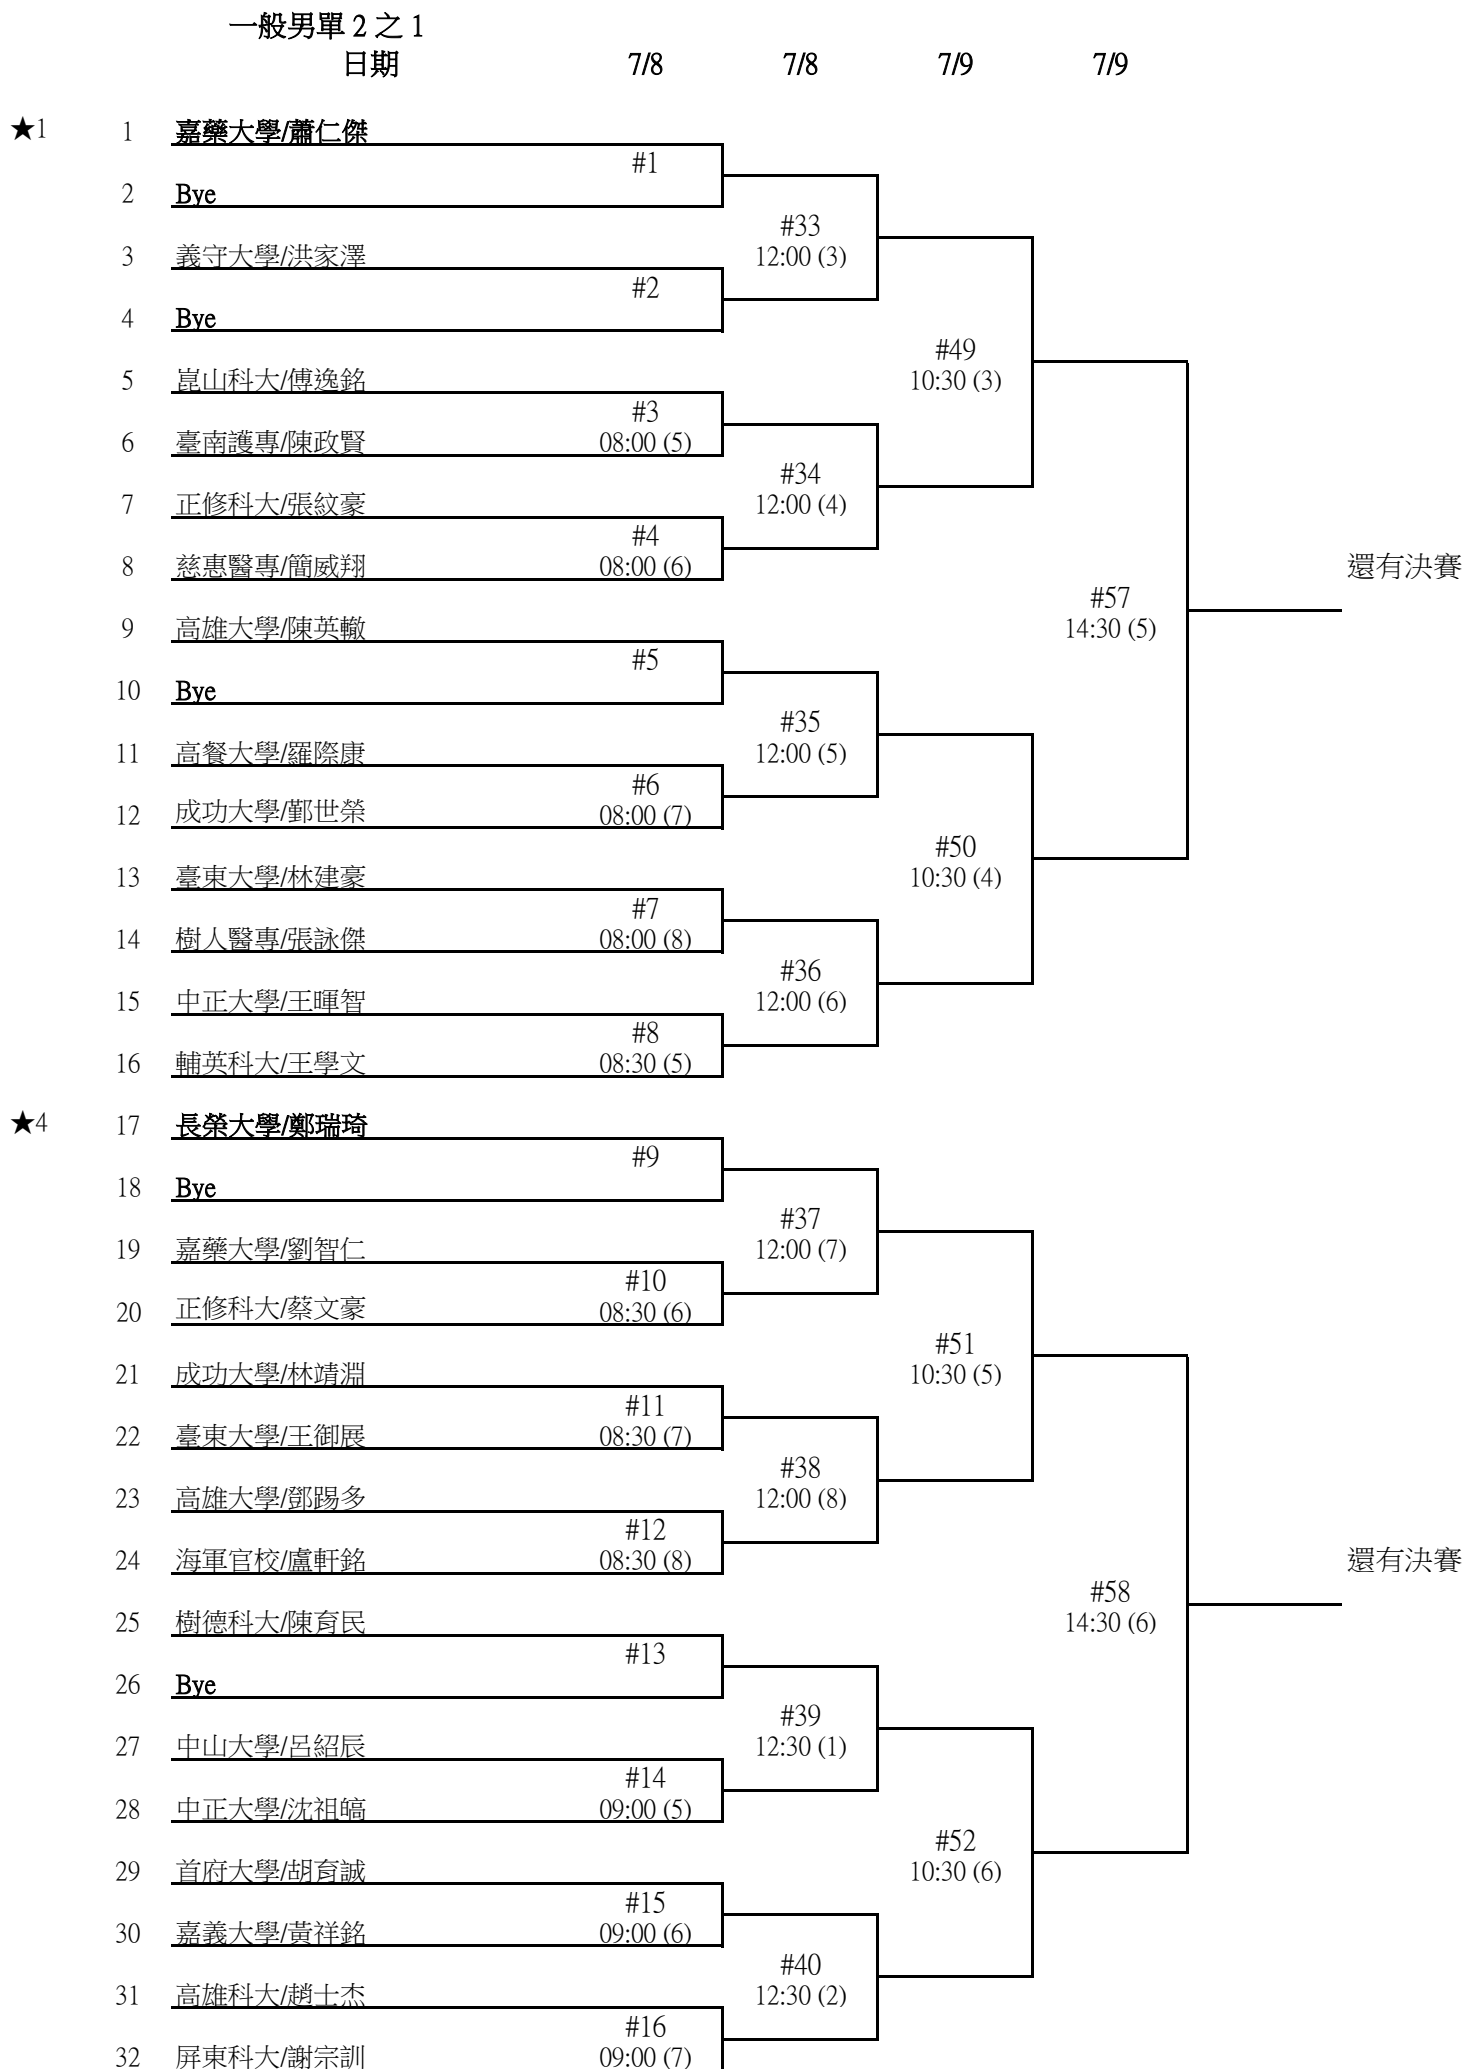 一般男單 2 之 1
日期 7/8 7/8 7/9 7/9
★1 1 嘉藥大學/蕭仁傑
#1
2 Bye
#33
3 義守大學/洪家澤 12:00 (3)
#2
4 Bye
#49
5 崑山科大/傅逸銘 10:30 (3)
#3
6 臺南護專/陳政賢 08:00 (5)
#34
7 正修科大/張紋豪 12:00 (4)
#4
8 慈惠醫專/簡威翔 08:00 (6) 還有決賽
#57
9 高雄大學/陳英轍 14:30 (5)
#5
10 Bye
#35
11 高餐大學/羅際康 12:00 (5)
#6
12 成功大學/鄞世榮 08:00 (7)
#50
13 臺東大學/林建豪 10:30 (4)
#7
14 樹人醫專/張詠傑 08:00 (8)
#36
15 中正大學/王暉智 12:00 (6)
#8
16 輔英科大/王學文 08:30 (5)
★4 17 長榮大學/鄭瑞琦
#9
18 Bye
#37
19 嘉藥大學/劉智仁 12:00 (7)
#10
20 正修科大/蔡文豪 08:30 (6)
#51
21 成功大學/林靖淵 10:30 (5)
#11
22 臺東大學/王御展 08:30 (7)
#38
23 高雄大學/鄧踢多 12:00 (8)
#12
24 海軍官校/盧軒銘 08:30 (8) 還有決賽
#58
25 樹德科大/陳育民 14:30 (6)
#13
26 Bye
#39
27 中山大學/呂紹辰 12:30 (1)
#14
28 中正大學/沈祖皜 09:00 (5)
#52
29 首府大學/胡育誠 10:30 (6)
#15
30 嘉義大學/黃祥銘 09:00 (6)
#40
31 高雄科大/趙士杰 12:30 (2)
#16
32 屏東科大/謝宗訓 09:00 (7)